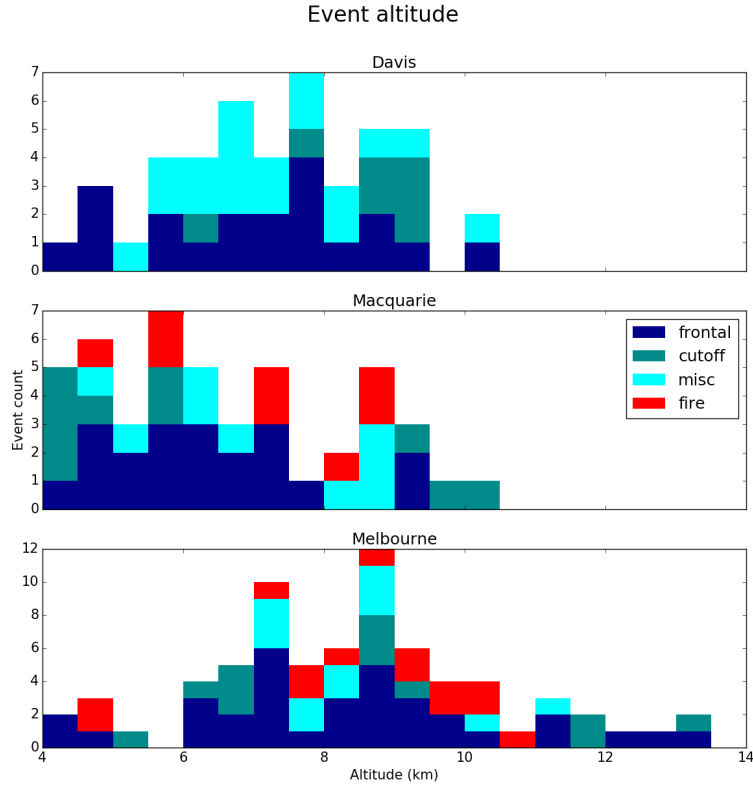 Event altitude
Davis
7
6
5
4
3
2
1
0
Macquarie
7
6
5
4
3
2
1
0
Event count
frontal
cutoff
misc
fire
Melbourne
12
10
8
6
4
2
0
4 6 8 10 12 14
Altitude (km)